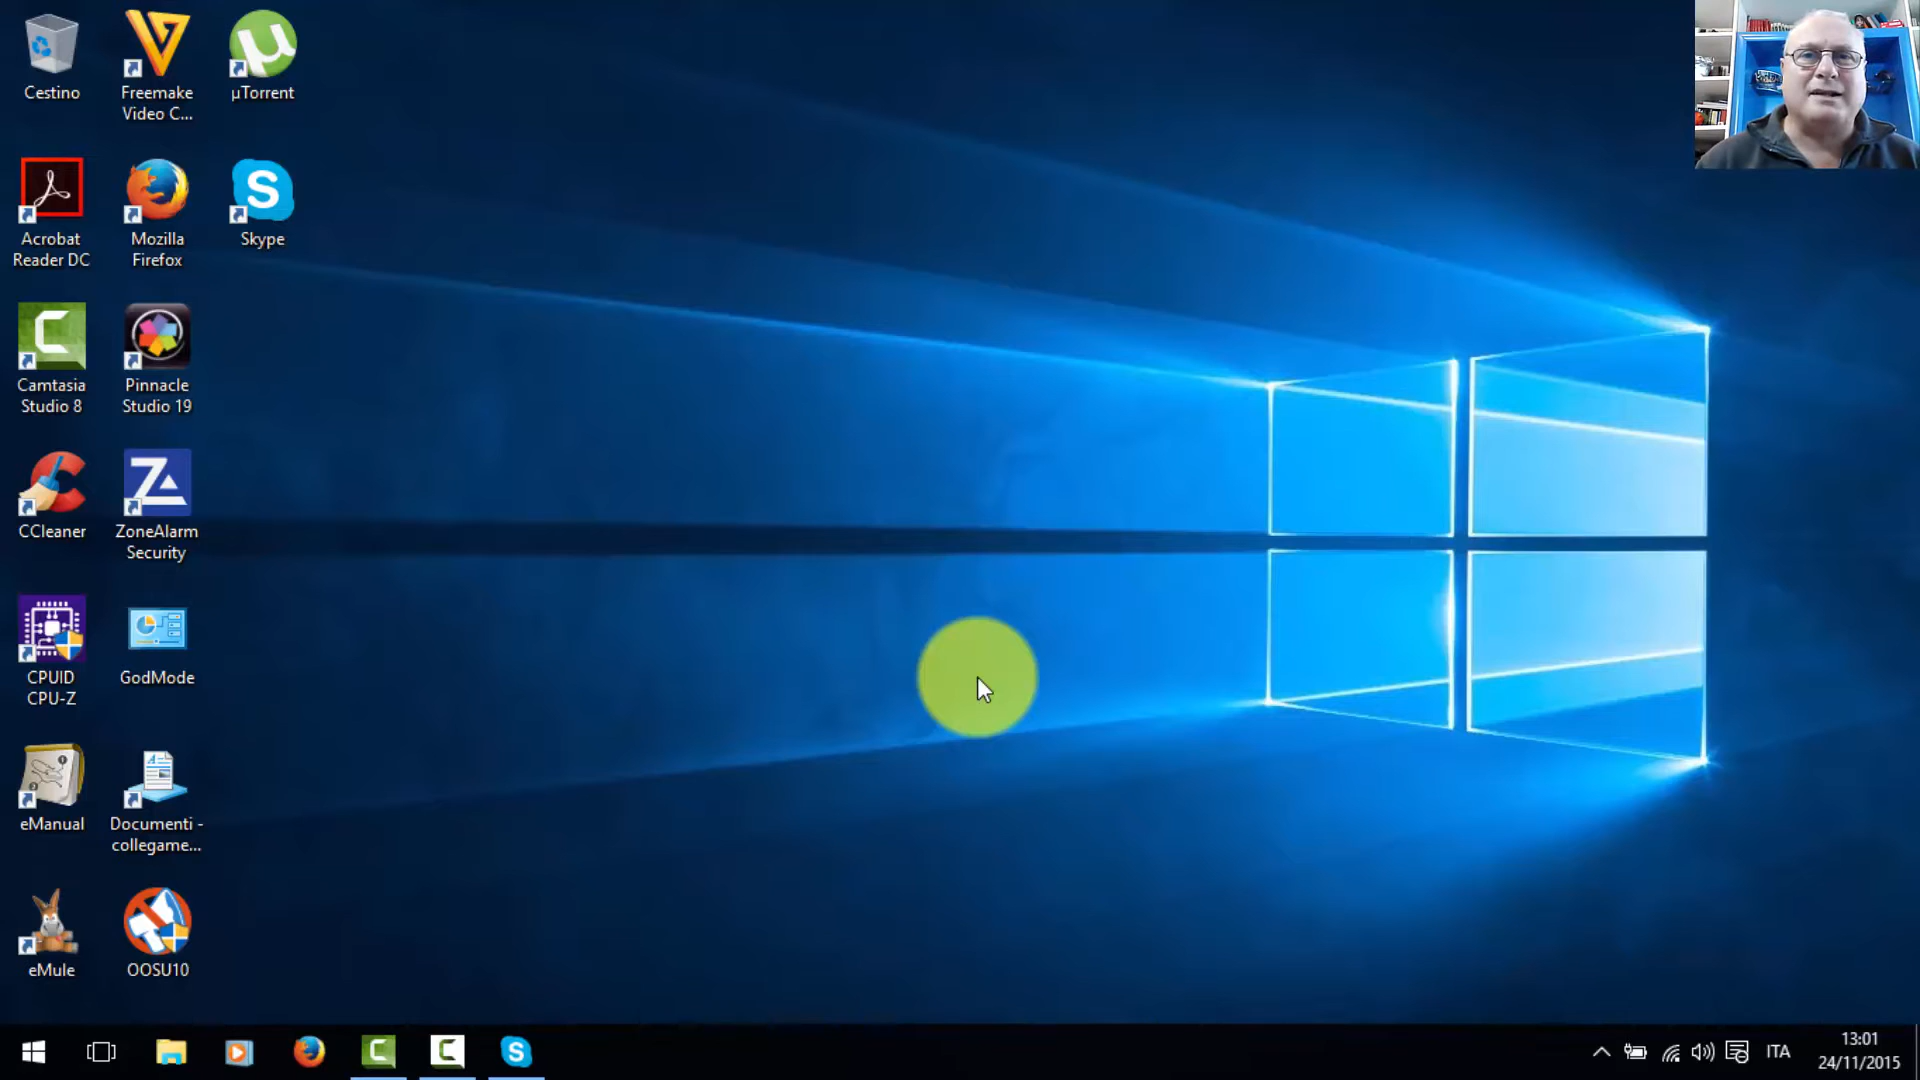 Cestino
Freemake
Video C...
µTorrent
Acrobat
Reader DC
Mozilla
Firefox
Skype
Camtasia
Studio 8
Pinnacle
Studio 19
CCleaner
ZoneAlarm
Security
CPUID
CPU-Z
GodMode
eManual
Documenti -
collegame...
eMule
OOSU10
ITA
13:01
24/11/2015